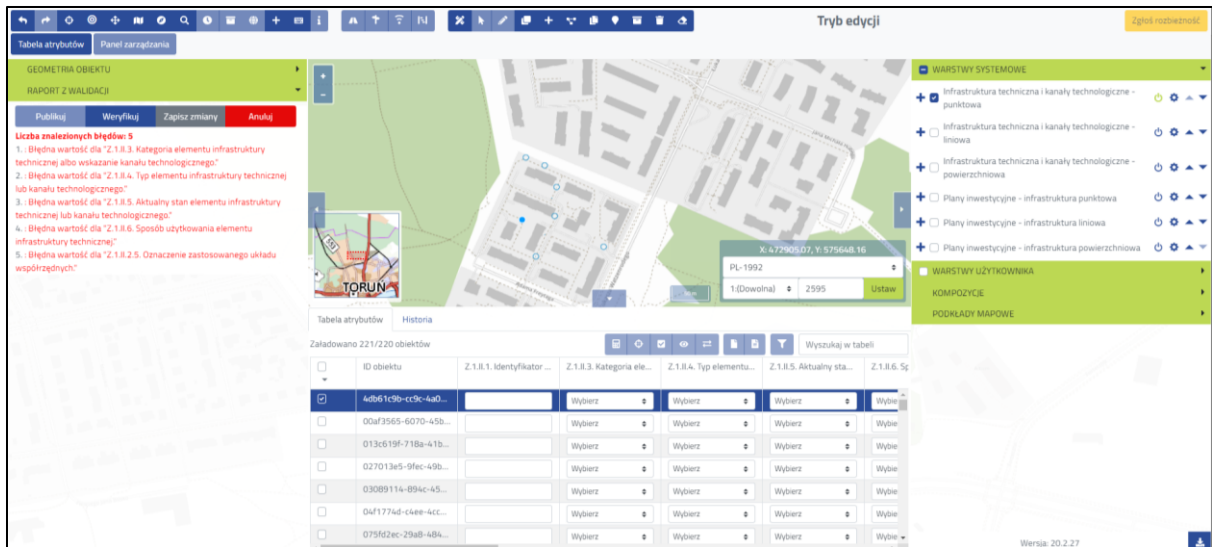 Tryb edycji
Zgłoś rozbieżność
Tabela atrybutów
Panel zarządzania
GEOMETRIA OBIEKTU
RAPORT Z WALIDACJI
Publikuj
Weryfikuj
Zapisz zmiany
Anuluj
Liczba znalezionych błędów: 5
1. : Błędna wartość dla "Z.1.II.3. Kategoria elementu infrastruktury
technicznej albo wskazanie kanału technologicznego."
2. : Błędna wartość dla "Z.1.II.4. Typ elementu infrastruktury technicznej
lub kanału technologicznego."
3. : Błędna wartość dla "Z.1.II.5. Aktualny stan elementu infrastruktury
technicznej lub kanału technologicznego."
4. : Błędna wartość dla "Z.1.II.6. Sposób użytkowania elementu
infrastruktury technicznej."
5. : Błędna wartość dla "Z.1.II.2.5. Oznaczenie zastosowanego układu
współrzędnych."
TORUŃ
X: 472905.07, Y: 575648.16
PL-1992
1:(Dowolna)
2595
Ustaw
Tabela atrybutów
Historia
Załadowano 221/220 obiektów
Wyszukaj w tabeli
ID obiektu
Z.1.II.1. Identyfikator ...
Z.1.II.3. Kategoria ele...
Z.1.II.4. Typ elementu...
Z.1.II.5. Aktualny sta...
Z.1.II.6. Sp
4db61c9b-cc9c-4a0...
Wybierz
Wybierz
Wybierz
Wybie
00af3565-6070-45b...
Wybierz
Wybierz
Wybierz
Wybie
013c619f-718a-41b...
Wybierz
Wybierz
Wybierz
Wybie
027013e5-9fec-49b...
Wybierz
Wybierz
Wybierz
Wybie
03089114-894c-45...
Wybierz
Wybierz
Wybierz
Wybie
04f1774d-c4ee-4cc...
Wybierz
Wybierz
Wybierz
Wybie
075fd2ec-29a8-484...
Wybierz
Wybierz
Wybierz
Wybie
WARSTWY SYSTEMOWE
Infrastruktura techniczna i kanały technologiczne -
punktowa
Infrastruktura techniczna i kanały technologiczne -
liniowa
Infrastruktura techniczna i kanały technologiczne -
powierzchniowa
Plany inwestycyjne - infrastruktura punktowa
Plany inwestycyjne - infrastruktura liniowa
Plany inwestycyjne - infrastruktura powierzchniowa
WARSTWY UŻYTKOWNIKA
KOMPOZYCJE
PODKŁADY MAPOWE
Wersja: 20.2.27